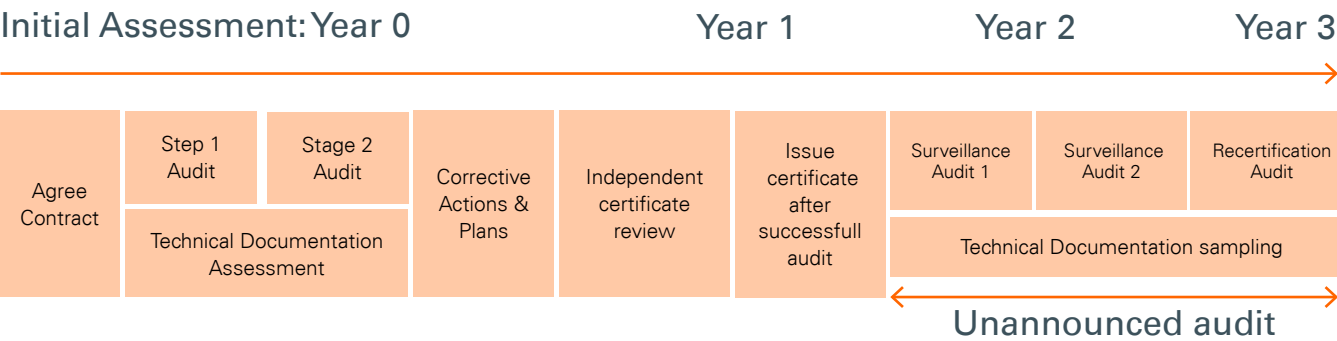 Initial Assessment: Year 0
Year 1
Year 2
Year 3
Agree
Contract
Step 1
Audit
Stage 2
Audit
Technical Documentation
Assessment
Corrective
Actions &
Plans
Independent
certificate
review
Issue
certificate
after
successfull
audit
Surveillance
Audit 1
Surveillance
Audit 2
Recertification
Audit
Technical Documentation sampling
Unannounced audit